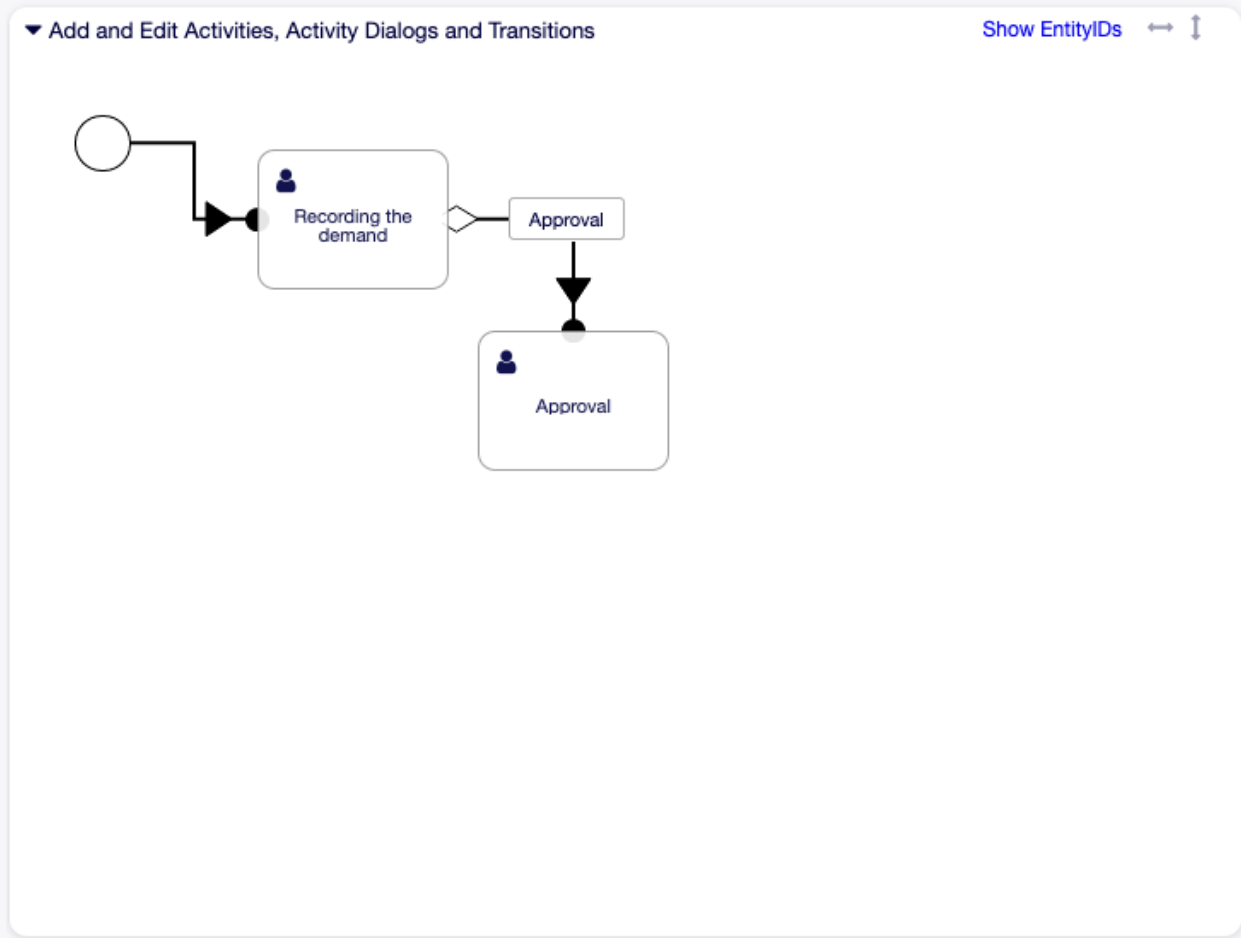 Add and Edit Activities, Activity Dialogs and Transitions
Show EntityIDs
Recording the
demand
Approval
Approval